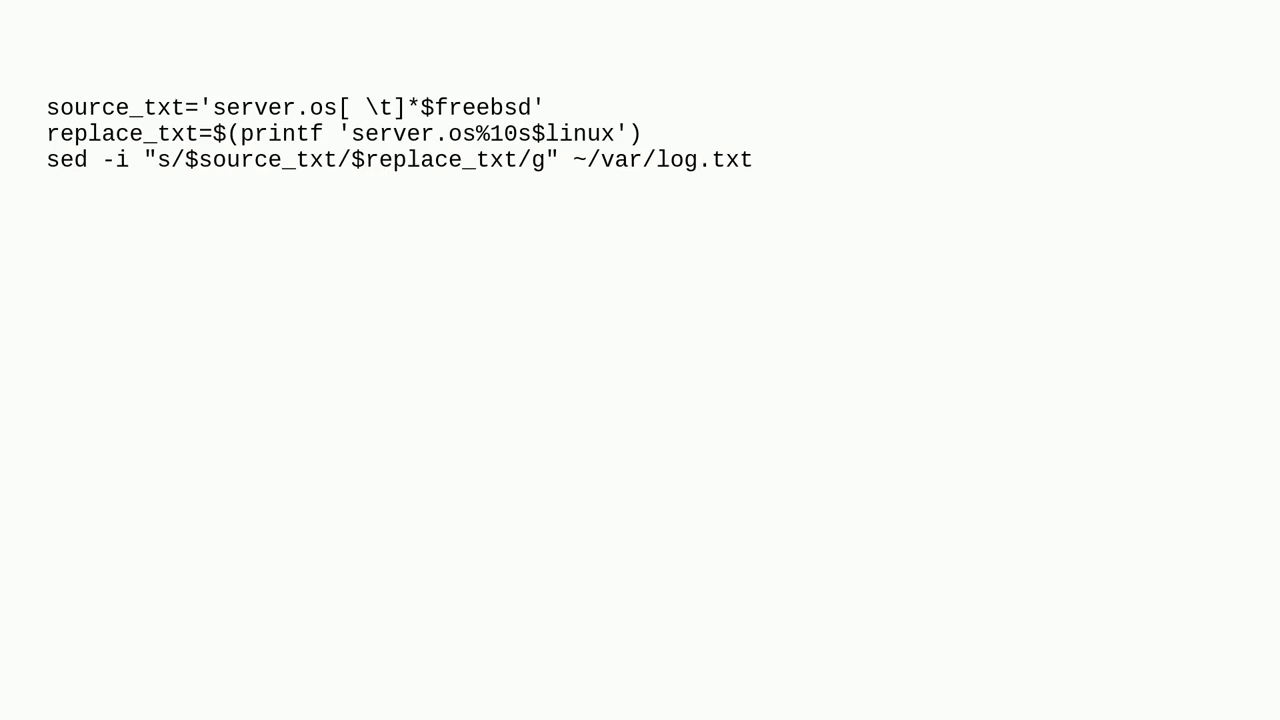 source_txt='server.os[ \t]*$freebsd'
replace_txt=$(printf 'server.os%10s$linux')
sed -i "s/$source_txt/$replace_txt/g" ~/var/log.txt